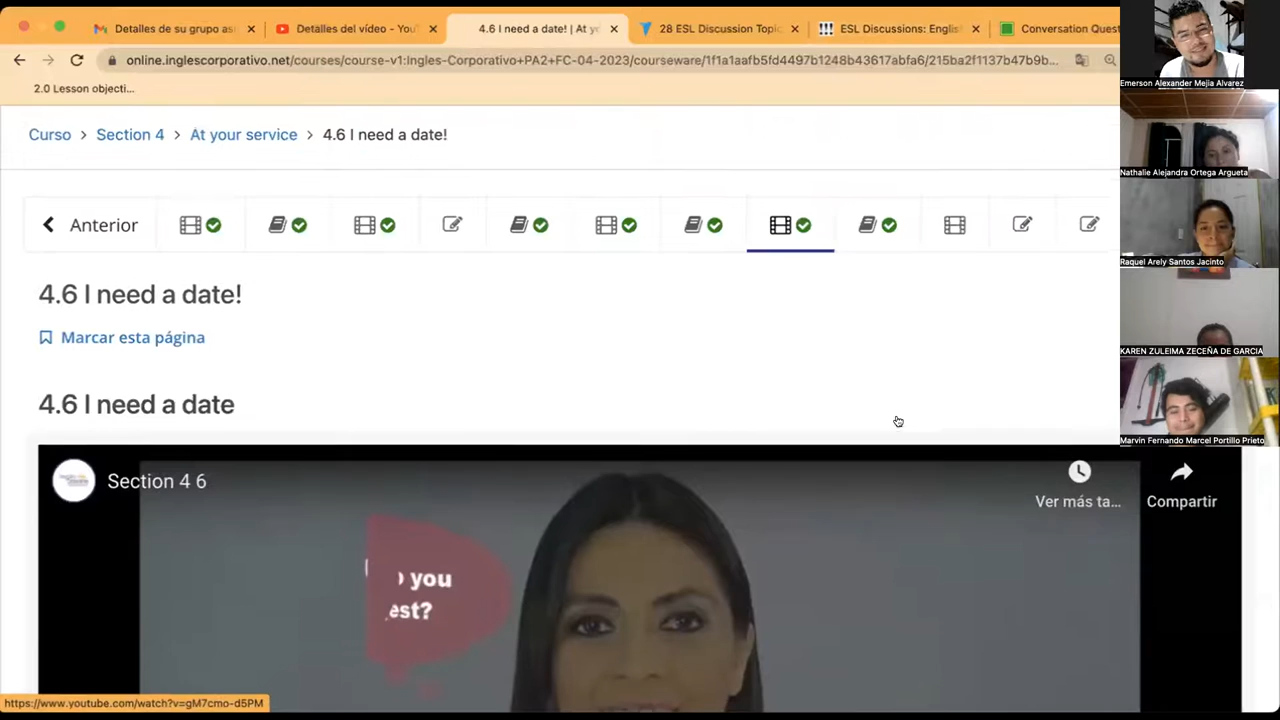 Detalles de su grupo as
Detalles del vídeo - YouT
4.6 I need a date! | At yo
28 ESL Discussion Topic
ESL Discussions: Englis
Conversation Quest
online.inglescorporativo.net/courses/course-v1:Ingles-Corporativo+PA2+FC-04-2023/courseware/1f1a1aafb5fd4497b1248b43617abfa6/215ba2f1137b47b9b...
2.0 Lesson objecti...
Curso > Section 4 > At your service > 4.6 I need a date!
Anterior
4.6 I need a date!
Marcar esta página
4.6 I need a date
Section 4 6
Ver más ta...
Compartir
you
est?
https://www.youtube.com/watch?v=gM7cmo-d5PM
Emerson Alexander Mejia Alvarez
Nathalie Alejandra Ortega Argueta
Raquel Arely Santos Jacinto
KAREN ZULEIMA ZECEÑA DE GARCIA
Marvin Fernando Marcel Portillo Prieto